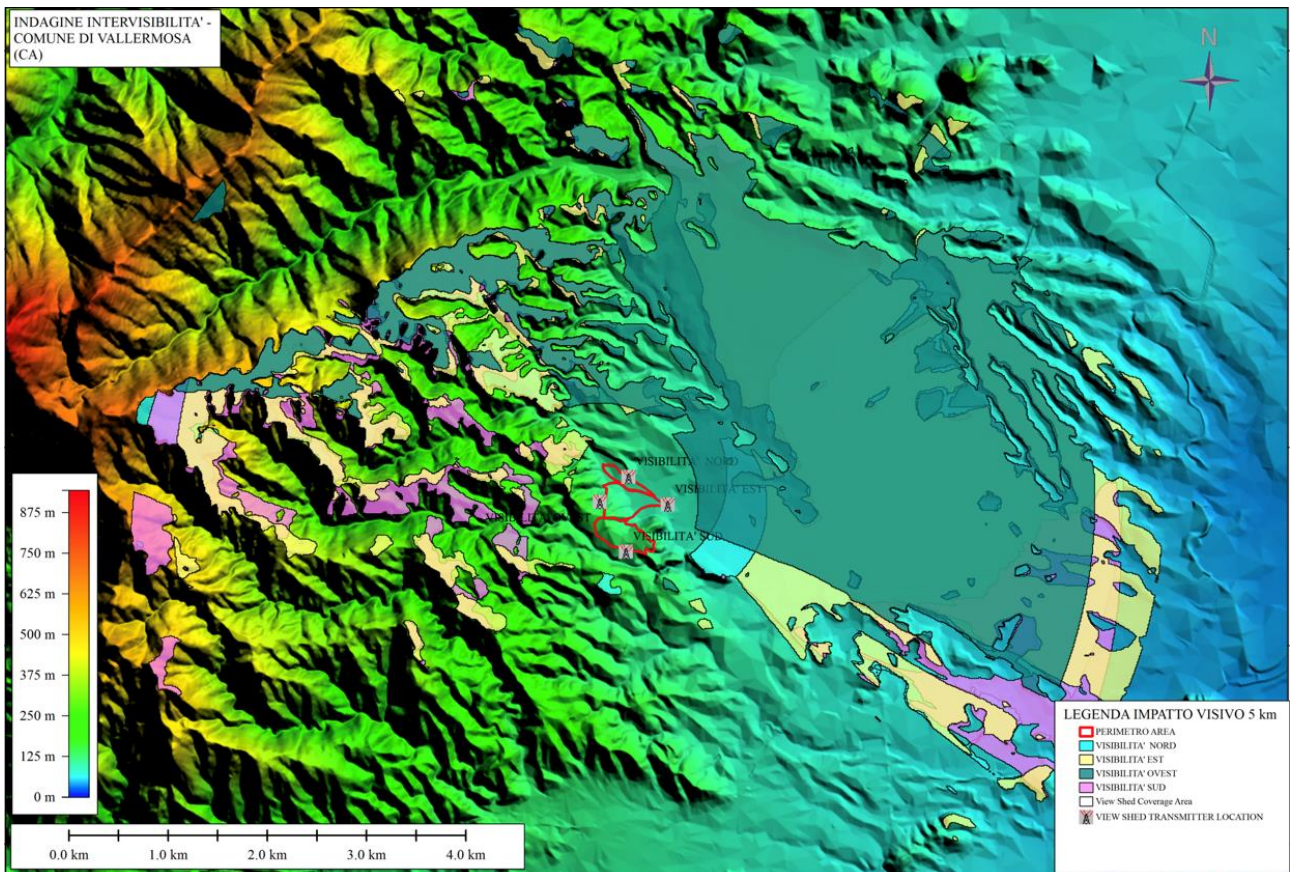 INDAGINE INTERVISIBILITA' -
COMUNE DI VALLERMOSA
(CA)
N
VISIBILITA' NORD
VISIBILITA' EST
VISIBILITA' SUD
875 m
750 m
625 m
500 m
375 m
250 m
125 m
0 m
0.0 km 1.0 km 2.0 km 3.0 km 4.0 km
LEGENDA IMPATTO VISIVO 5 km
PERIMETRO AREA
VISIBILITA' NORD
VISIBILITA' EST
VISIBILITA' OVEST
VISIBILITA' SUD
View Shed Coverage Area
VIEW SHED TRANSMITTER LOCATION